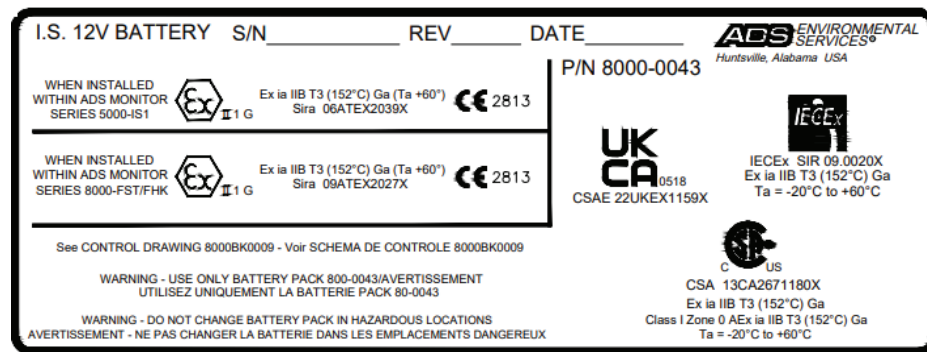 I.S. 12V BATTERY S/N________ REV______ DATE________
ADS ENVIRONMENTAL SERVICES®
Huntsville, Alabama USA
P/N 8000-0043
WHEN INSTALLED
WITHIN ADS MONITOR
SERIES 5000-IS1
Ex II 1 G
Ex ia IIB T3 (152°C) Ga (Ta +60°)
Sira 06ATEX2039X
CE 2813
WHEN INSTALLED
WITHIN ADS MONITOR
SERIES 8000-FST/FHK
Ex II 1 G
Ex ia IIB T3 (152°C) Ga (Ta +60°)
Sira 09ATEX2027X
CE 2813
UK
CA 0518
CSAE 22UKEX1159X
IECEx
IECEx SIR 09.0020X
Ex ia IIB T3 (152°C) Ga
Ta = -20°C to +60°C
See CONTROL DRAWING 8000BK0009 - Voir SCHEMA DE CONTROLE 8000BK0009
WARNING - USE ONLY BATTERY PACK 800-0043/AVERTISSEMENT
UTILISEZ UNIQUEMENT LA BATTERIE PACK 80-0043
WARNING - DO NOT CHANGE BATTERY PACK IN HAZARDOUS LOCATIONS
AVERTISSEMENT - NE PAS CHANGER LA BATTERIE DANS LES EMPLACEMENTS DANGEREUX
C US
CSA 13CA2671180X
Ex ia IIB T3 (152°C) Ga
Class I Zone 0 AEx ia IIB T3 (152°C) Ga
Ta = -20°C to +60°C